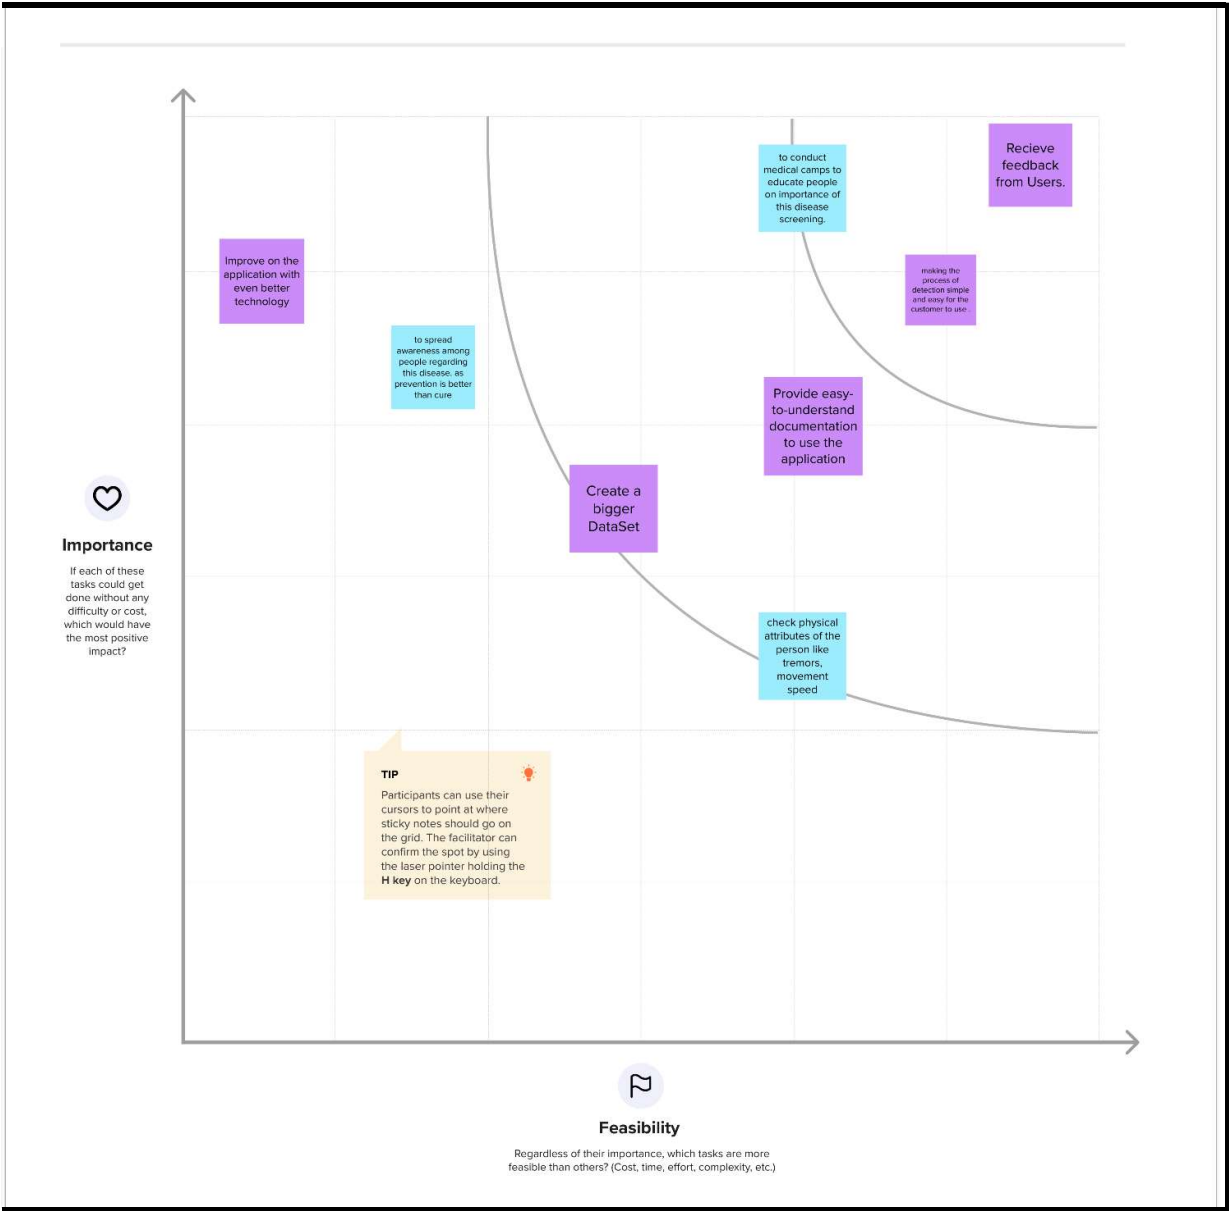 to conduct
medical camps to
educate people
on importance of
this disease
screening.
Recieve
feedback
from Users.
Improve on the
application with
even better
technology
making the
process of
detection simple
and easy for the
customer to use .
to spread
awareness among
people regarding
this disease. as
prevention is better
than cure
Provide easy-
to-understand
documentation
to use the
application
Create a
bigger
DataSet
Importance
If each of these
tasks could get
done without any
difficulty or cost,
which would have
the most positive
impact?
check physical
attributes of the
person like
tremors,
movement
speed
TIP
Participants can use their
cursors to point at where
sticky notes should go on
the grid. The facilitator can
confirm the spot by using
the laser pointer holding the
H key on the keyboard.
Feasibility
Regardless of their importance, which tasks are more
feasible than others? (Cost, time, effort, complexity, etc.)